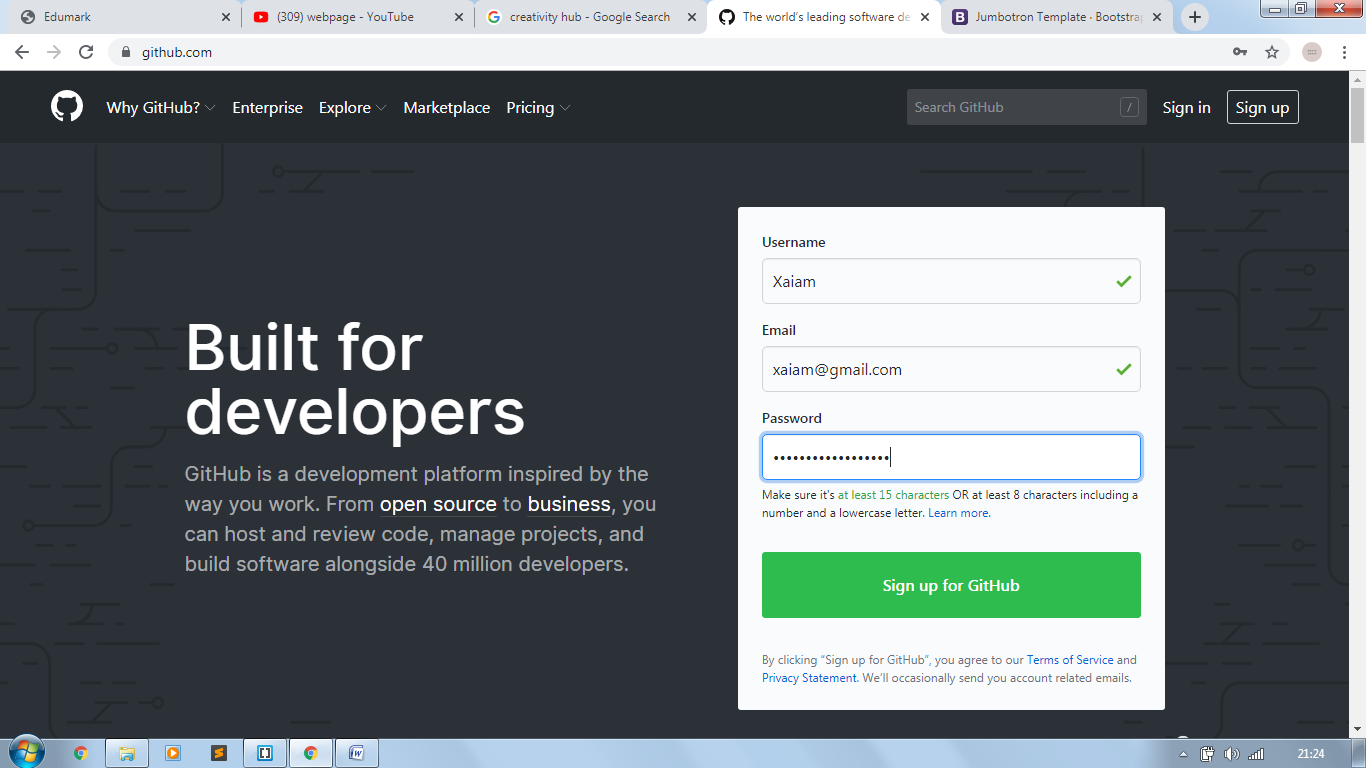 Edumark
(309) webpage - YouTube
creativity hub - Google Search
The world's leading software de
Jumbotron Template · Bootstrap
github.com
Why GitHub?
Enterprise
Explore
Marketplace
Pricing
Search GitHub
/
Sign in
Sign up
Built for
developers
GitHub is a development platform inspired by the
way you work. From open source to business, you
can host and review code, manage projects, and
build software alongside 40 million developers.
Username
Xaiam
Email
xaiam@gmail.com
Password
••••••••••••••••••
Make sure it's at least 15 characters OR at least 8 characters including a
number and a lowercase letter. Learn more.
Sign up for GitHub
By clicking “Sign up for GitHub”, you agree to our Terms of Service and
Privacy Statement. We’ll occasionally send you account related emails.
21:24